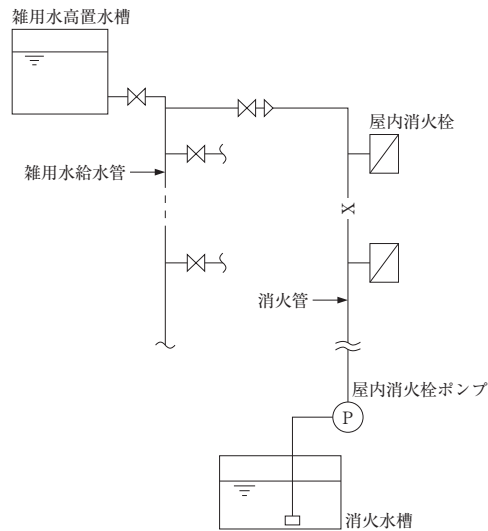 雑用水高置水槽
屋内消火栓
雑用水給水管
X
消火管
屋内消火栓ポンプ
P
消火水槽